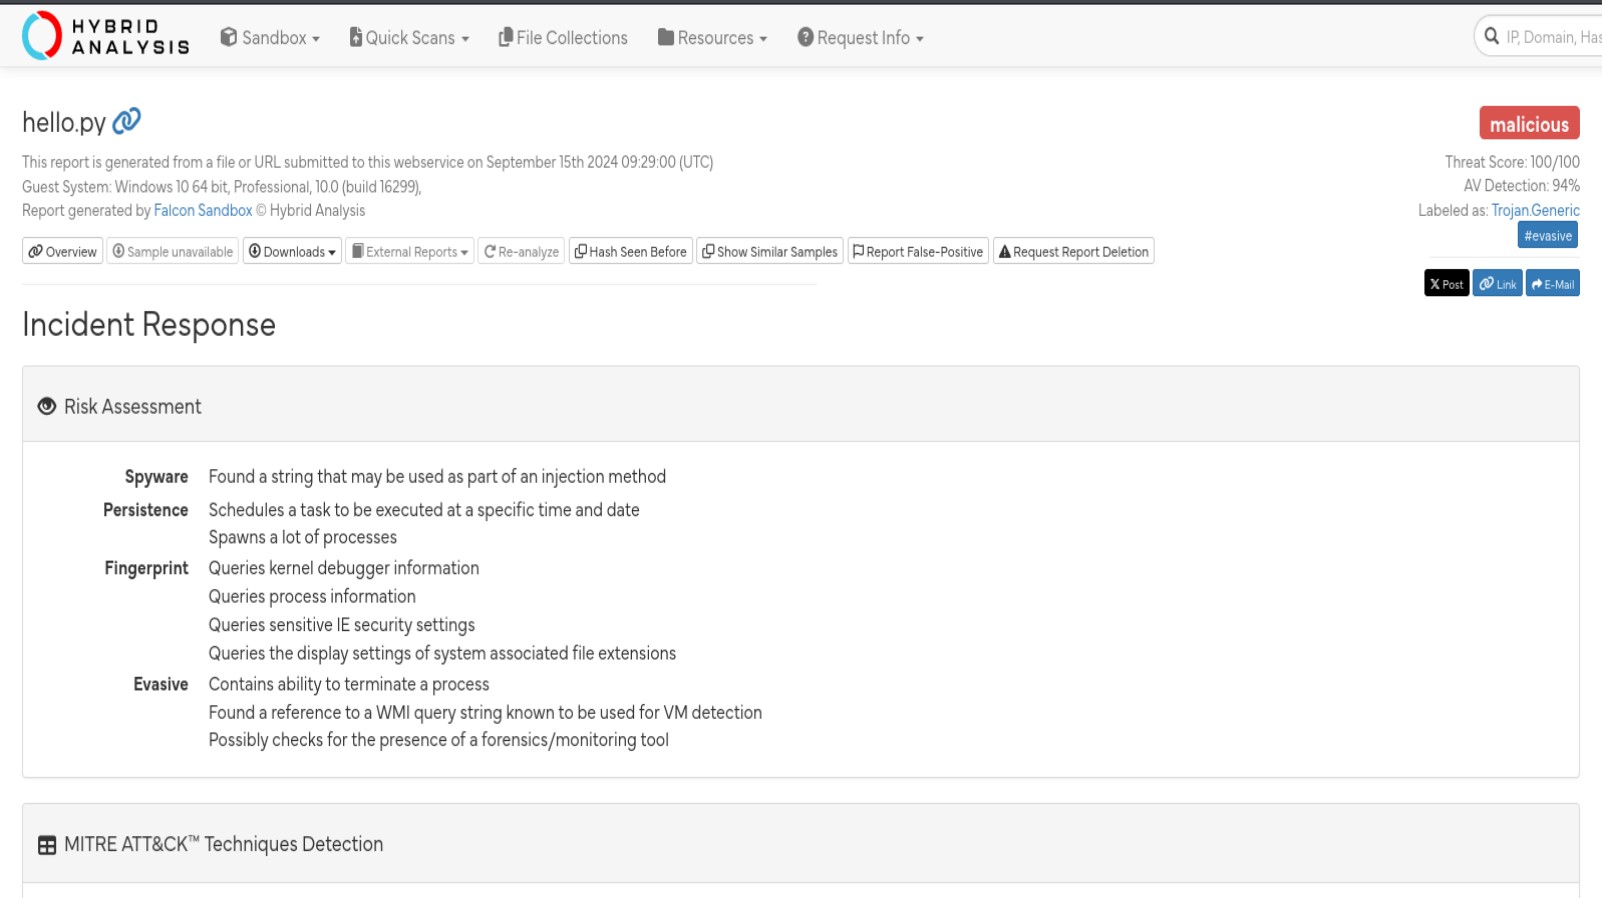 HYBRID
ANALYSIS
Sandbox
Quick Scans
File Collections
Resources
Request Info
IP, Domain, Has
hello.py
malicious
This report is generated from a file or URL submitted to this webservice on September 15th 2024 09:29:00 (UTC)
Threat Score: 100/100
Guest System: Windows 10 64 bit, Professional, 10.0 (build 16299),
AV Detection: 94%
Report generated by Falcon Sandbox © Hybrid Analysis
Labeled as: Trojan.Generic
#evasive
Overview
Sample unavailable
Downloads
External Reports
Re-analyze
Hash Seen Before
Show Similar Samples
Report False-Positive
Request Report Deletion
X Post
Link
E-Mail
Incident Response
Risk Assessment
Spyware Found a string that may be used as part of an injection method
Persistence Schedules a task to be executed at a specific time and date
Spawns a lot of processes
Fingerprint Queries kernel debugger information
Queries process information
Queries sensitive IE security settings
Queries the display settings of system associated file extensions
Evasive Contains ability to terminate a process
Found a reference to a WMI query string known to be used for VM detection
Possibly checks for the presence of a forensics/monitoring tool
MITRE ATT&CK™ Techniques Detection